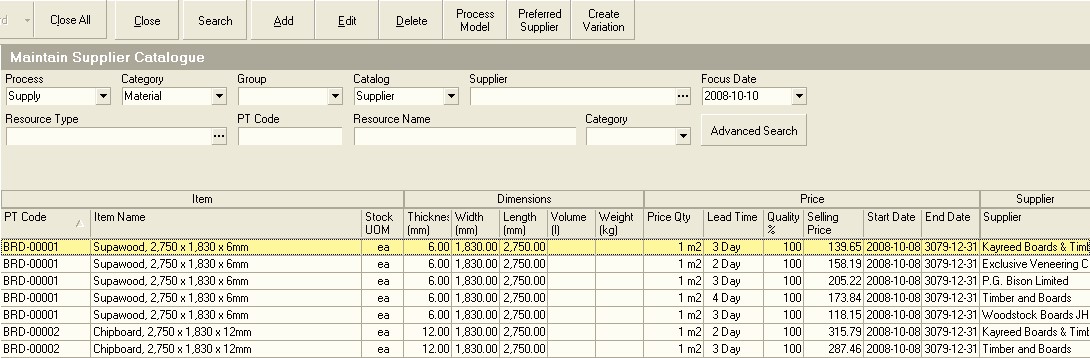 Close All Close Search Add Edit Delete Process Model Preferred Supplier Create Variation
Maintain Supplier Catalogue
Process Category Group Catalog Supplier Focus Date
Supply Material Supplier ... 2008-10-10
Resource Type PT Code Resource Name Category
... Advanced Search
Item Dimensions Price Supplier
PT Code Item Name Stock UOM Thicknes (mm) Width (mm) Length (mm) Volume (l) Weight (kg) Price Qty Lead Time Quality % Selling Price Start Date End Date Supplier
BRD-00001 Supawood, 2,750 x 1,830 x 6mm ea 6.00 1,830.00 2,750.00 1 m2 3 Day 100 139.65 2008-10-08 3079-12-31 Kayreed Boards & Timb
BRD-00001 Supawood, 2,750 x 1,830 x 6mm ea 6.00 1,830.00 2,750.00 1 m2 2 Day 100 158.19 2008-10-08 3079-12-31 Exclusive Veneering C
BRD-00001 Supawood, 2,750 x 1,830 x 6mm ea 6.00 1,830.00 2,750.00 1 m2 3 Day 100 205.22 2008-10-08 3079-12-31 P.G. Bison Limited
BRD-00001 Supawood, 2,750 x 1,830 x 6mm ea 6.00 1,830.00 2,750.00 1 m2 4 Day 100 173.84 2008-10-08 3079-12-31 Timber and Boards
BRD-00001 Supawood, 2,750 x 1,830 x 6mm ea 6.00 1,830.00 2,750.00 1 m2 3 Day 100 118.15 2008-10-08 3079-12-31 Woodstock Boards JH
BRD-00002 Chipboard, 2,750 x 1,830 x 12mm ea 12.00 1,830.00 2,750.00 1 m2 2 Day 100 315.79 2008-10-08 3079-12-31 Kayreed Boards & Timb
BRD-00002 Chipboard, 2,750 x 1,830 x 12mm ea 12.00 1,830.00 2,750.00 1 m2 3 Day 100 287.46 2008-10-08 3079-12-31 Timber and Boards